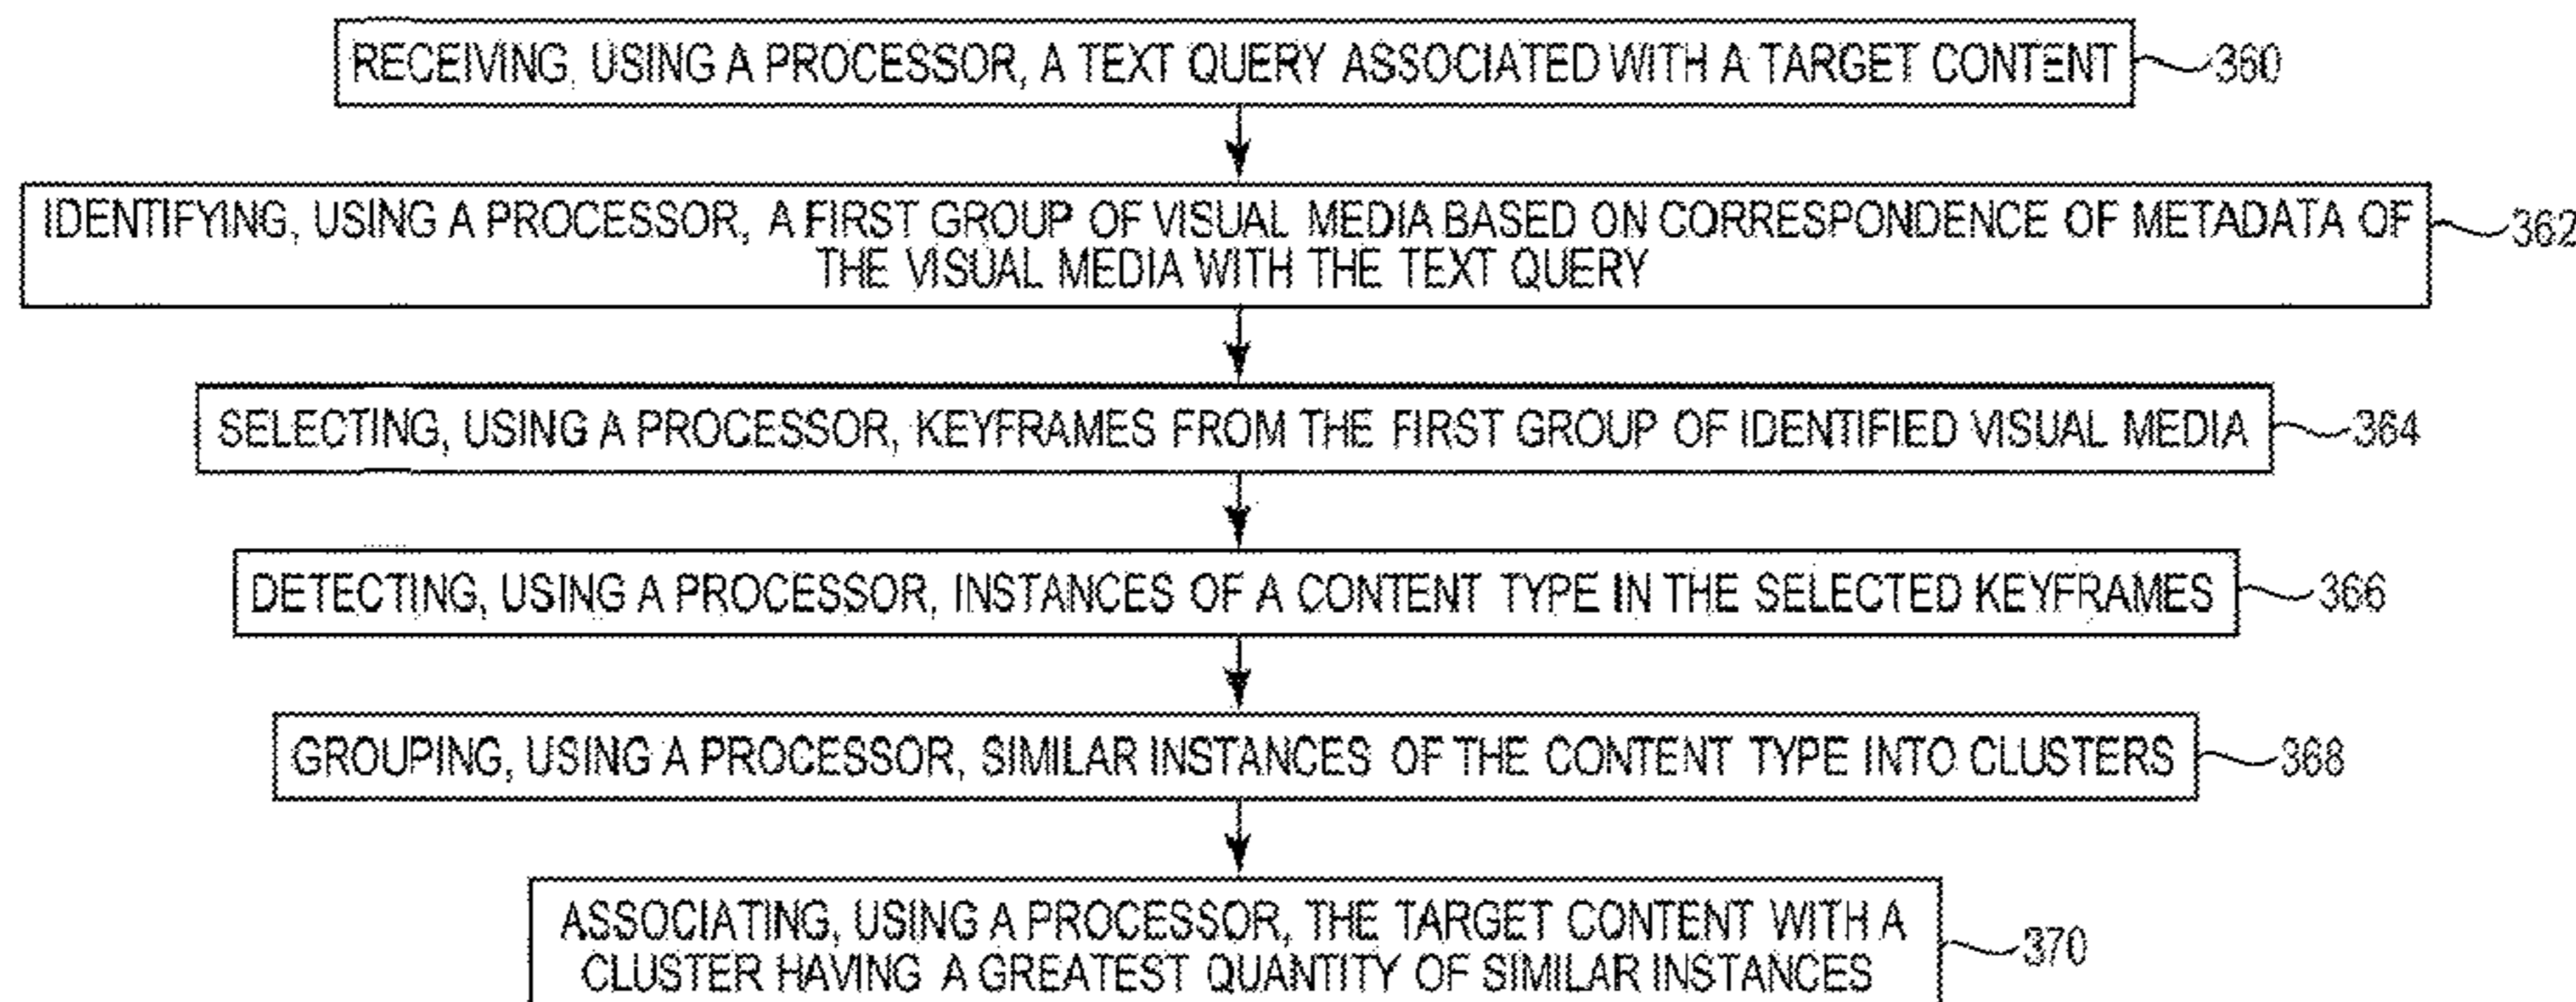 RECEIVING, USING A PROCESSOR, A TEXT QUERY ASSOCIATED WITH A TARGET CONTENT 360
IDENTIFYING, USING A PROCESSOR, A FIRST GROUP OF VISUAL MEDIA BASED ON CORRESPONDENCE OF METADATA OF 362
THE VISUAL MEDIA WITH THE TEXT QUERY
SELECTING, USING A PROCESSOR, KEYFRAMES FROM THE FIRST GROUP OF IDENTIFIED VISUAL MEDIA 364
DETECTING, USING A PROCESSOR, INSTANCES OF A CONTENT TYPE IN THE SELECTED KEYFRAMES 366
GROUPING, USING A PROCESSOR, SIMILAR INSTANCES OF THE CONTENT TYPE INTO CLUSTERS 368
ASSOCIATING, USING A PROCESSOR, THE TARGET CONTENT WITH A 370
CLUSTER HAVING A GREATEST QUANTITY OF SIMILAR INSTANCES